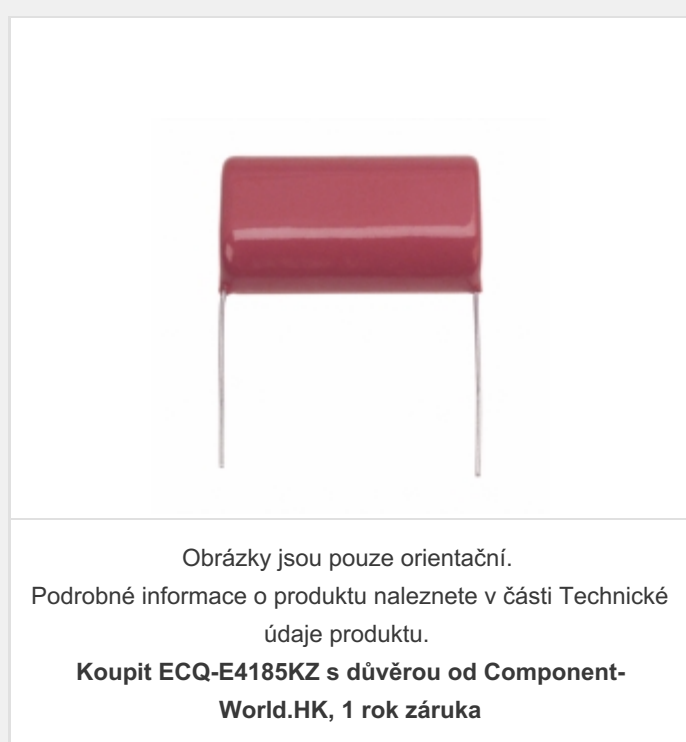 Obrázky jsou pouze orientační.
Podrobné informace o produktu naleznete v části Technické
údaje produktu.
Koupit ECQ-E4185KZ s důvěrou od Component-
World.HK, 1 rok záruka